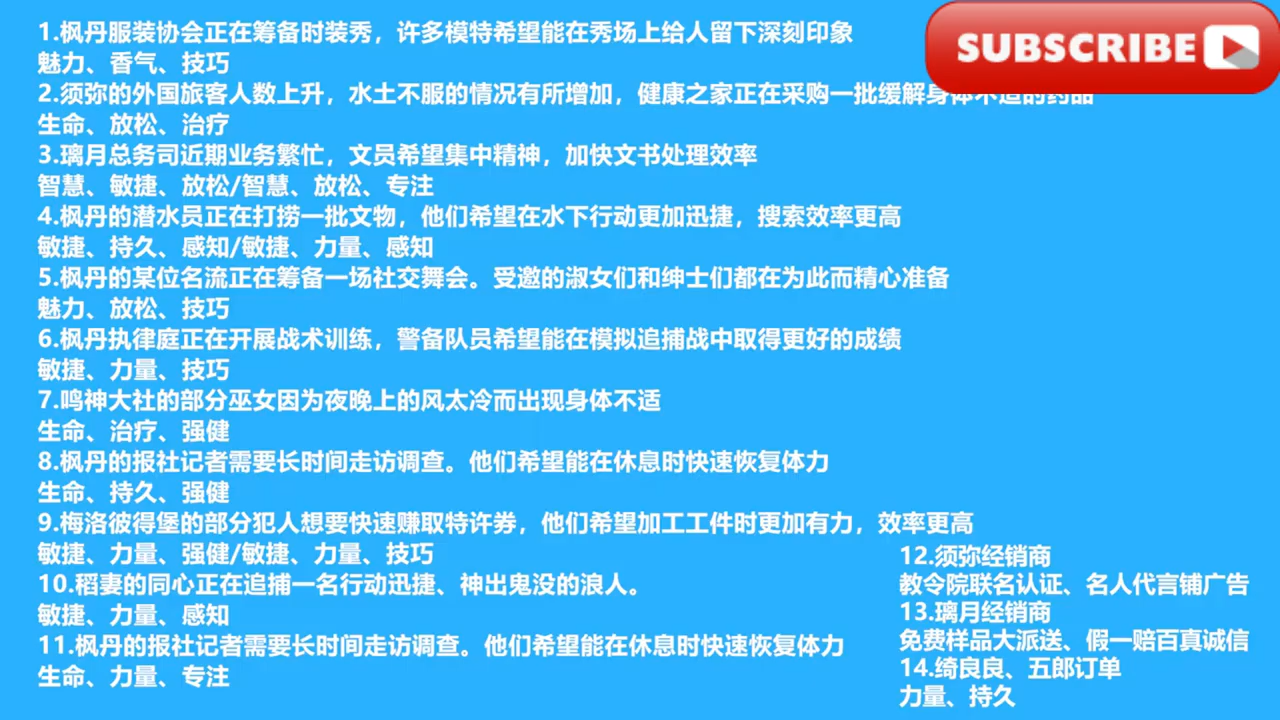 1.枫丹服装协会正在筹备时装秀，许多模特希望能在秀场上给人留下深刻印象
魅力、香气、技巧
2.须弥的外国旅客人数上升，水土不服的情况有所增加，健康之家正在采购一批缓解身体不适的药品
生命、放松、治疗
3.璃月总务司近期业务繁忙，文员希望集中精神，加快文书处理效率
智慧、敏捷、放松/智慧、放松、专注
4.枫丹的潜水员正在打捞一批文物，他们希望在水下行动更加迅捷，搜索效率更高
敏捷、持久、感知/敏捷、力量、感知
5.枫丹的某位名流正在筹备一场社交舞会。受邀的淑女们和绅士们都在为此而精心准备
魅力、放松、技巧
6.枫丹执律庭正在开展战术训练，警备队员希望能在模拟追捕战中取得更好的成绩
敏捷、力量、技巧
7.鸣神大社的部分巫女因为夜晚上的风太冷而出现身体不适
生命、治疗、强健
8.枫丹的报社记者需要长时间走访调查。他们希望能在休息时快速恢复体力
生命、持久、强健
9.梅洛彼得堡的部分犯人想要快速赚取特许券，他们希望加工工件时更加有力，效率更高
敏捷、力量、强健/敏捷、力量、技巧
10.稻妻的同心正在追捕一名行动迅捷、神出鬼没的浪人。
敏捷、力量、感知
11.枫丹的报社记者需要长时间走访调查。他们希望能在休息时快速恢复体力
生命、力量、专注
SUBSCRIBE
12.须弥经销商
教令院联名认证、名人代言铺广告
13.璃月经销商
免费样品大派送、假一赔百真诚信
14.绮良良、五郎订单
力量、持久